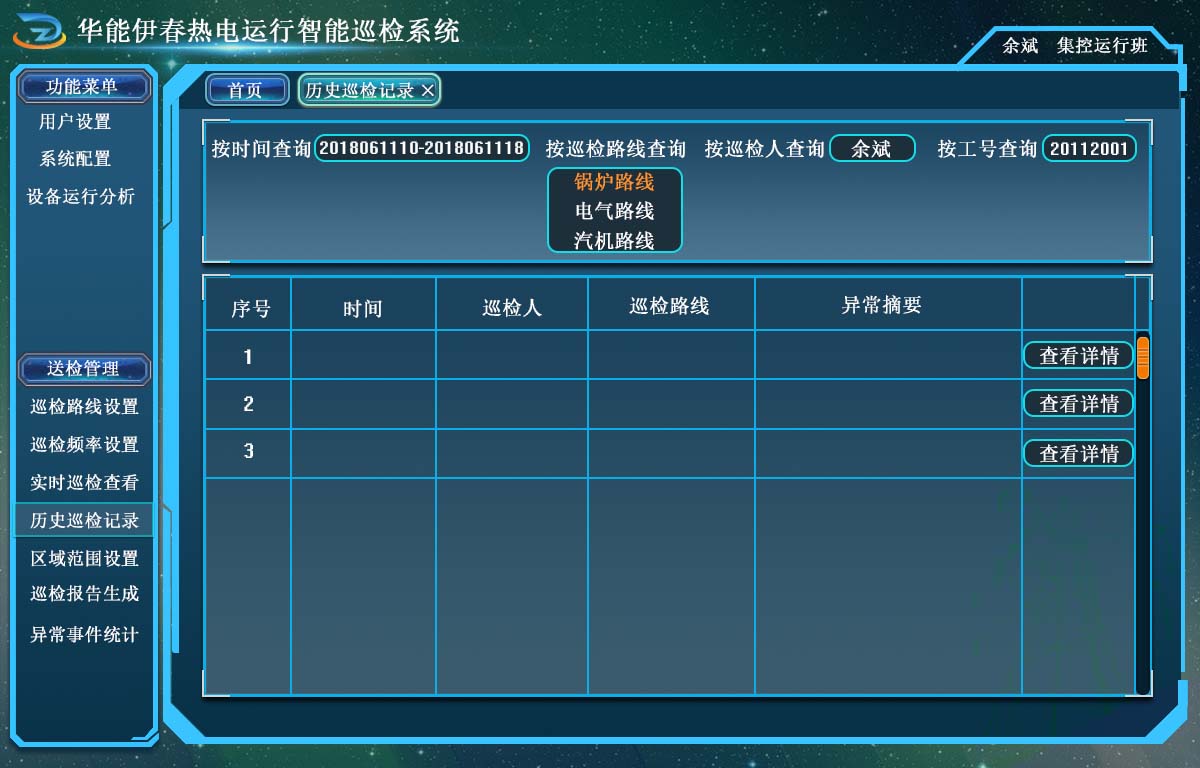 华能伊春热电运行智能巡检系统
余斌 集控运行班
功能菜单
用户设置
系统配置
设备运行分析
送检管理
巡检路线设置
巡检频率设置
实时巡检查看
历史巡检记录
区域范围设置
巡检报告生成
异常事件统计
首页 历史巡检记录 ×
按时间查询 2018061110-2018061118 按巡检路线查询 按巡检人查询 余斌 按工号查询 20112001
锅炉路线
电气路线
汽机路线
序号 时间 巡检人 巡检路线 异常摘要
1 查看详情
2 查看详情
3 查看详情